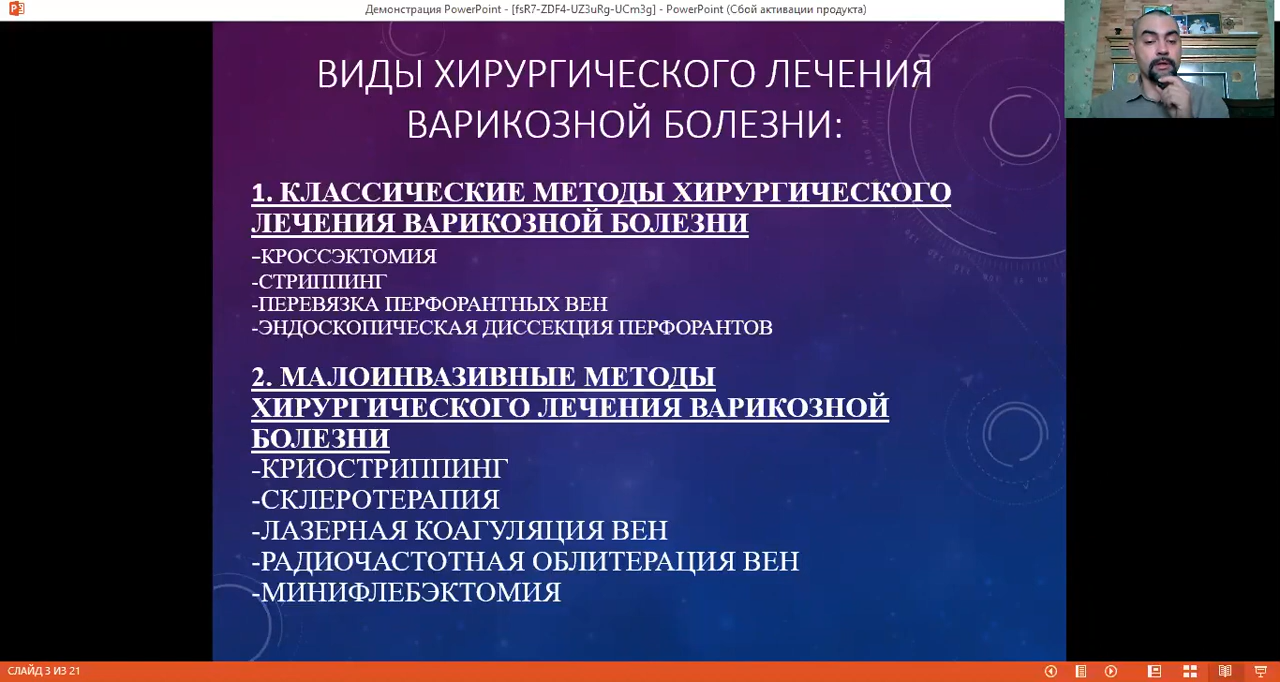 Демонстрация PowerPoint - [fsR7-ZDF4-UZ3uRg-UCm3g] - PowerPoint (Сбой активации продукта)
ВИДЫ ХИРУРГИЧЕСКОГО ЛЕЧЕНИЯ
ВАРИКОЗНОЙ БОЛЕЗНИ:
1. КЛАССИЧЕСКИЕ МЕТОДЫ ХИРУРГИЧЕСКОГО
ЛЕЧЕНИЯ ВАРИКОЗНОЙ БОЛЕЗНИ
-КРОССЭКТОМИЯ
-СТРИППИНГ
-ПЕРЕВЯЗКА ПЕРФОРАНТНЫХ ВЕН
-ЭНДОСКОПИЧЕСКАЯ ДИССЕКЦИЯ ПЕРФОРАНТОВ
2. МАЛОИНВАЗИВНЫЕ МЕТОДЫ
ХИРУРГИЧЕСКОГО ЛЕЧЕНИЯ ВАРИКОЗНОЙ
БОЛЕЗНИ
-КРИОСТРИППИНГ
-СКЛЕРОТЕРАПИЯ
-ЛАЗЕРНАЯ КОАГУЛЯЦИЯ ВЕН
-РАДИОЧАСТОТНАЯ ОБЛИТЕРАЦИЯ ВЕН
-МИНИФЛЕБЭКТОМИЯ
СЛАЙД 3 ИЗ 21